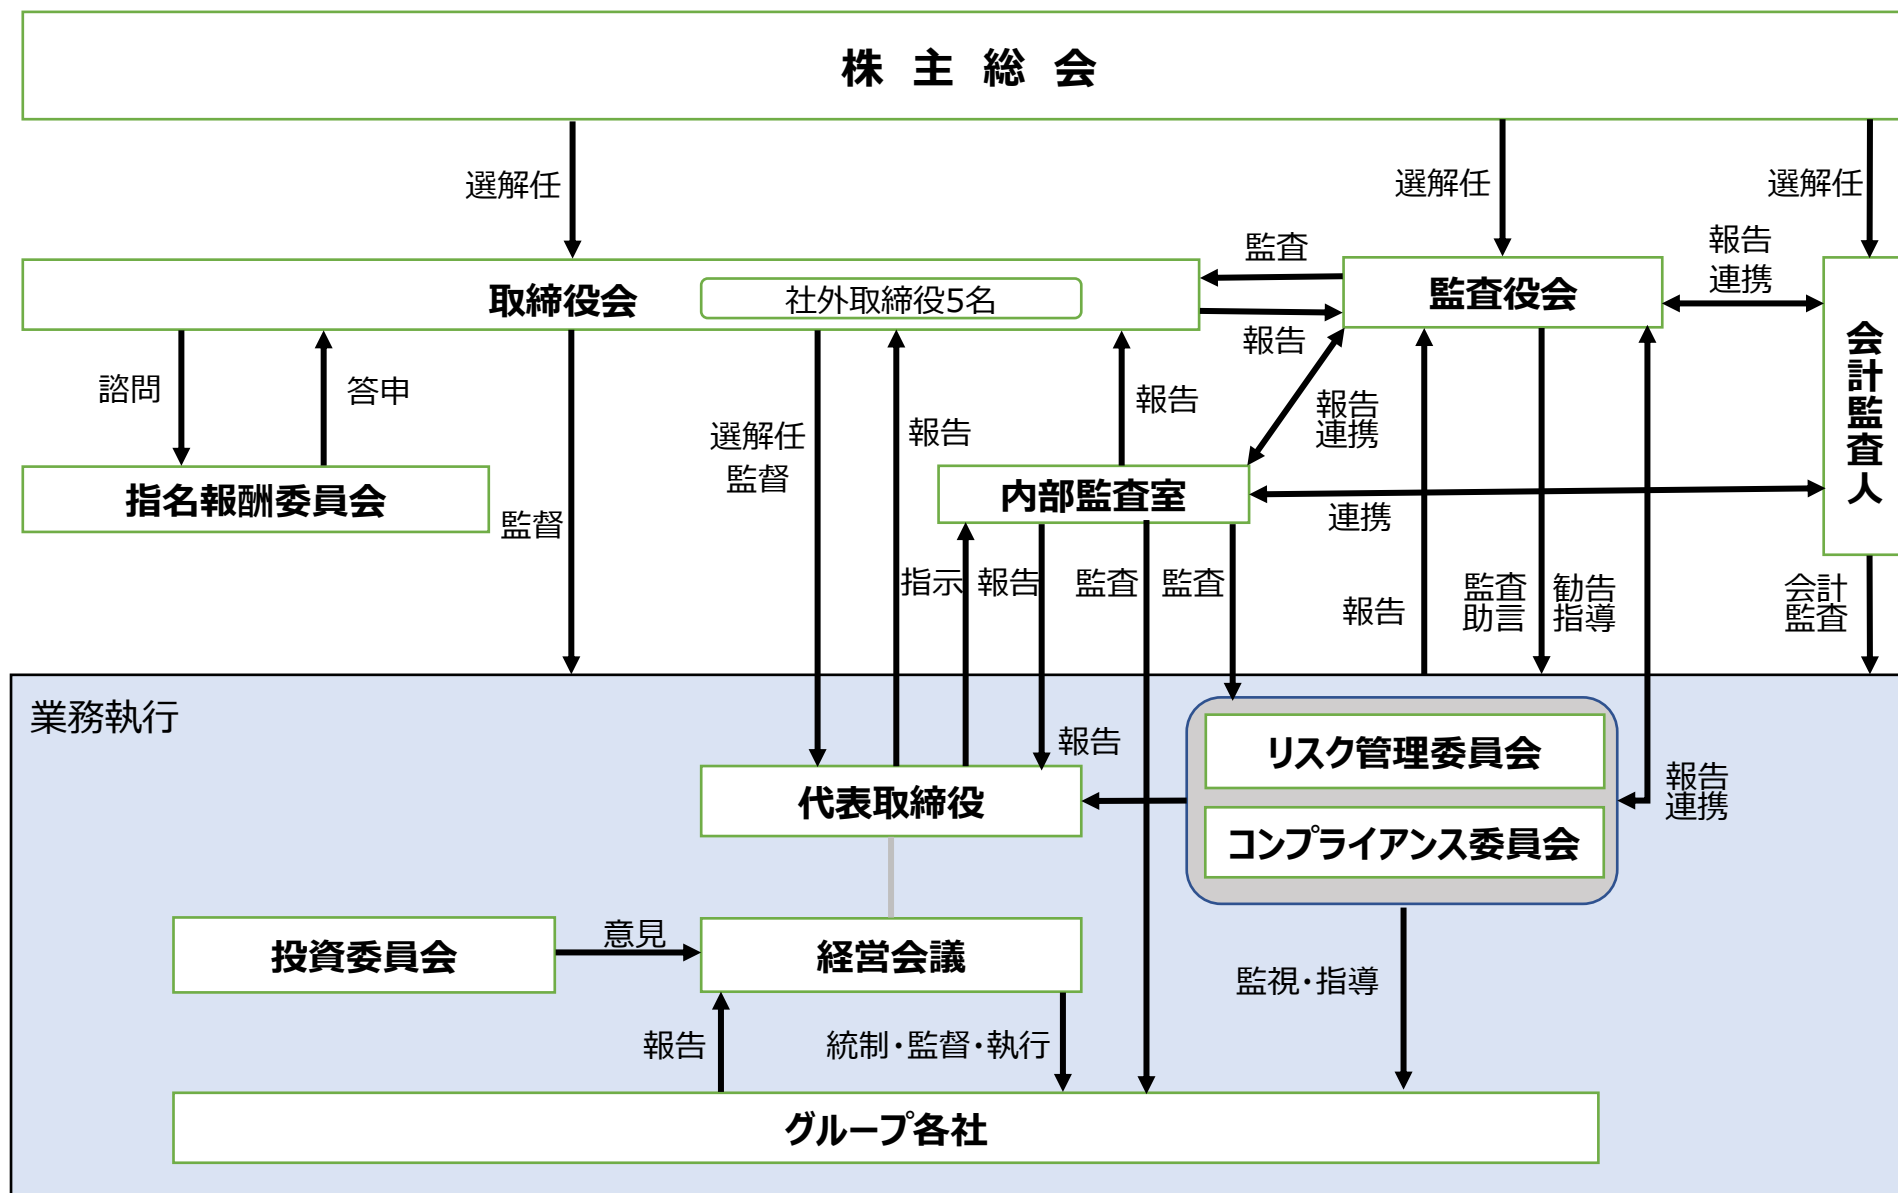 株 主 総 会
選解任
選解任
選解任
監査
報告
連携
取締役会
社外取締役5名
監査役会
報告
会計監査人
諮問
答申
選解任
監督
報告
報告
報告
連携
指名報酬委員会
内部監査室
監督
連携
指示
報告
監査
監査
報告
監査
助言
勧告
指導
会計
監査
業務執行
報告
リスク管理委員会
代表取締役
報告
連携
コンプライアンス委員会
投資委員会
意見
経営会議
監視・指導
報告
統制・監督・執行
グループ各社